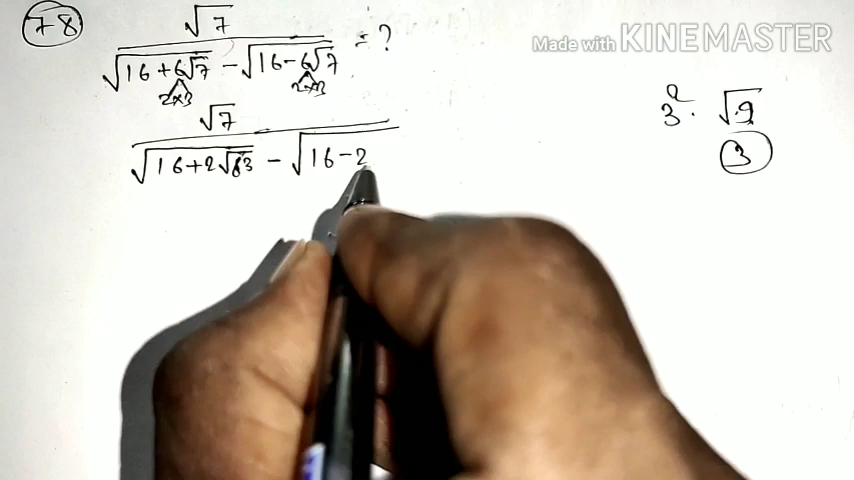 78
√7
√16+6√7 - √16-6√7 = ?
2×3 2×3
√7
√16+2√63 - √16-2
3². √9
3
Made with KINEMASTER